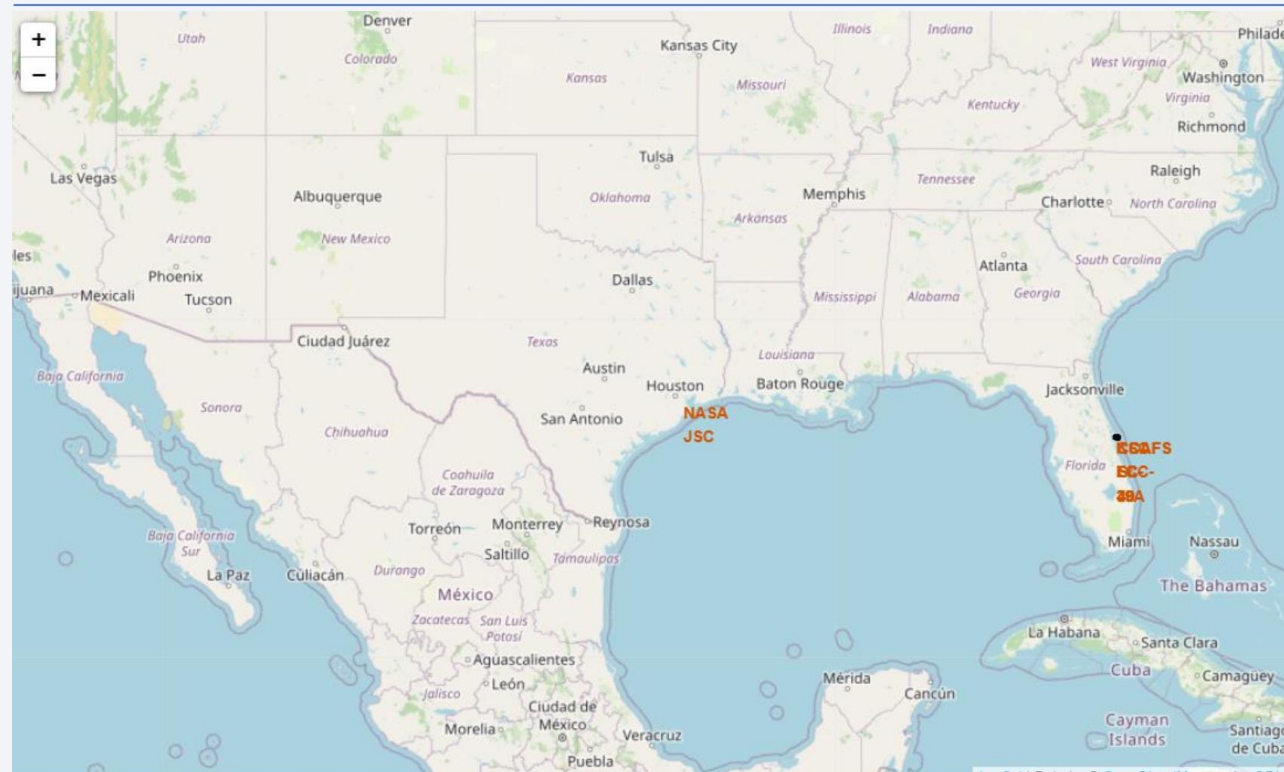 +
−
Denver
Utah
Colorado
Kansas City
Kansas
Missouri
Illinois
Indiana
West Virginia
Washington
Virginia
Richmond
Kentucky
Las Vegas
Albuquerque
New Mexico
Arizona
Phoenix
Tucson
Mexicali
Tulsa
Oklahoma
Memphis
Arkansas
Tennessee
Raleigh
Charlotte
North Carolina
South Carolina
Atlanta
Georgia
Alabama
Mississippi
Dallas
Texas
Louisiana
Austin
Houston
Baton Rouge
San Antonio
Jacksonville
Florida
NASA
JSC
Ciudad Juárez
Baja California
Sonora
Chihuahua
Coahuila
de Zaragoza
Torreón
Monterrey
Saltillo
Reynosa
Tamaulipas
Baja California
Sur
La Paz
Culiacán
Durango
México
Zacatecas
San Luis
Potosí
Aguascalientes
León
Jalisco
Ciudad de
México
Morelia
Puebla
Veracruz
Mérida
Cancún
Miami
Nassau
The Bahamas
La Habana
Santa Clara
Cuba
Camagüey
Cayman
Islands